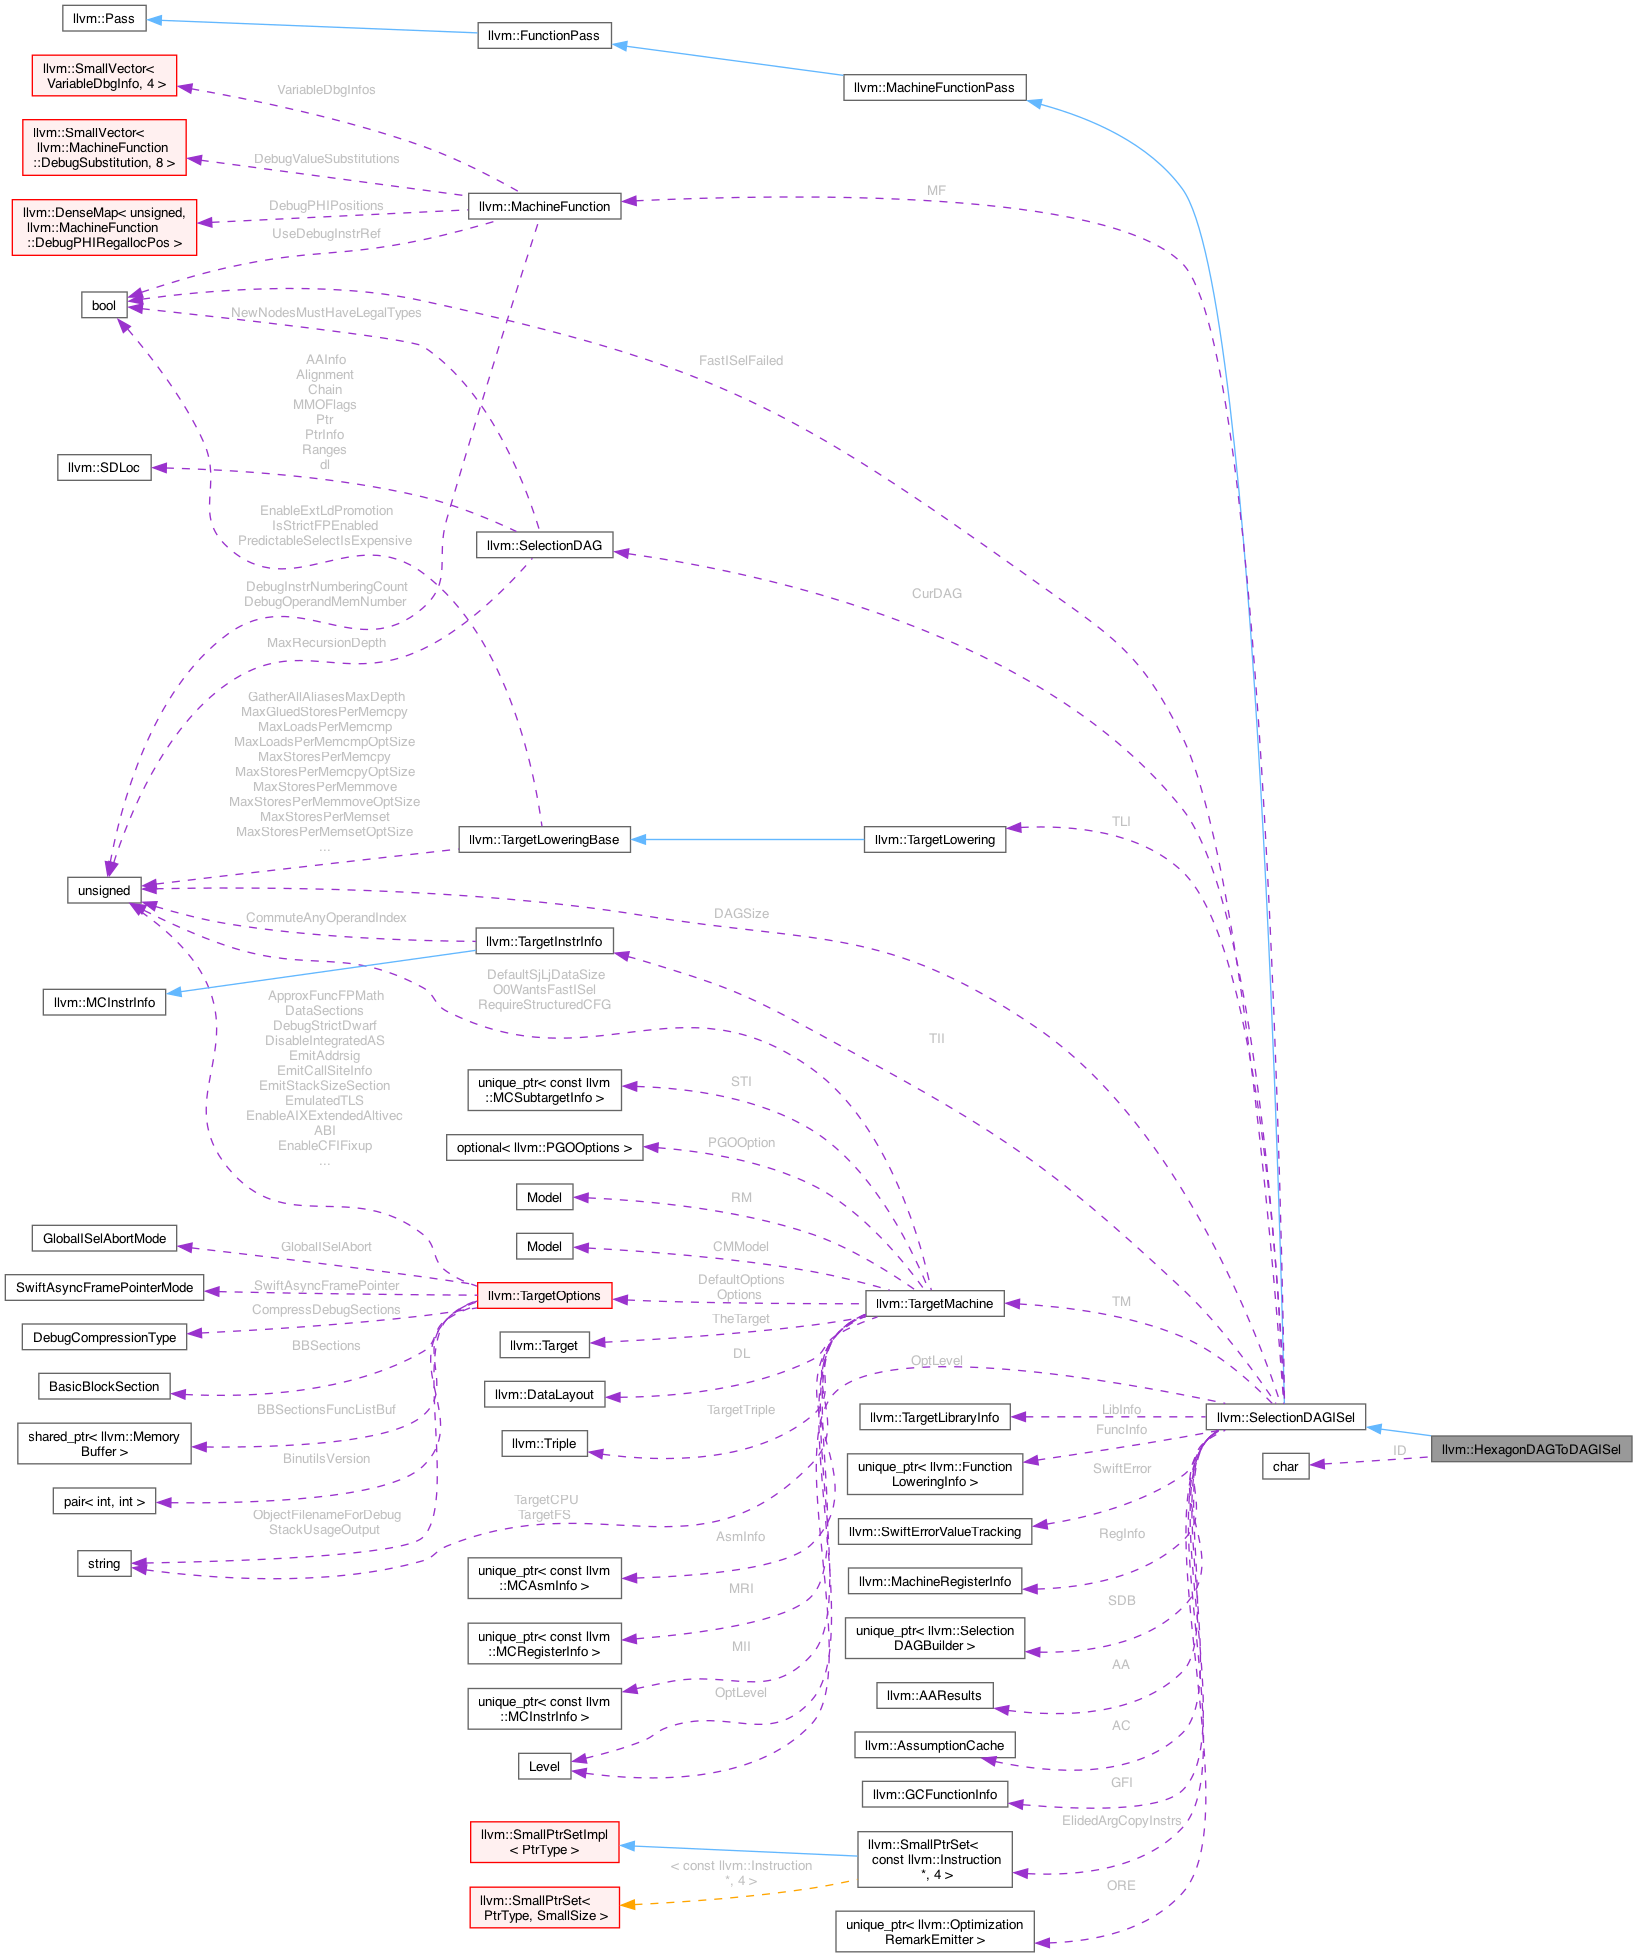 llvm::Pass
llvm::FunctionPass
llvm::MachineFunctionPass
llvm::SmallVector<
VariableDbgInfo, 4 >
VariableDbgInfos
llvm::SmallVector<
llvm::MachineFunction
::DebugSubstitution, 8 >
DebugValueSubstitutions
llvm::DenseMap< unsigned,
llvm::MachineFunction
::DebugPHIRegallocPos >
DebugPHIPositions
UseDebugInstrRef
llvm::MachineFunction
MF
bool
NewNodesMustHaveLegalTypes
FastISelFailed
AAInfo
Alignment
Chain
MMOFlags
Ptr
PtrInfo
Ranges
dl
llvm::SDLoc
EnableExtLdPromotion
IsStrictFPEnabled
PredictableSelectIsExpensive
llvm::SelectionDAG
CurDAG
DebugInstrNumberingCount
DebugOperandMemNumber
MaxRecursionDepth
GatherAllAliasesMaxDepth
MaxGluedStoresPerMemcpy
MaxLoadsPerMemcmp
MaxLoadsPerMemcmpOptSize
MaxStoresPerMemcpy
MaxStoresPerMemcpyOptSize
MaxStoresPerMemmove
MaxStoresPerMemmoveOptSize
MaxStoresPerMemset
MaxStoresPerMemsetOptSize
...
llvm::TargetLoweringBase
llvm::TargetLowering
TLI
unsigned
DAGSize
CommuteAnyOperandIndex
llvm::TargetInstrInfo
llvm::MCInstrInfo
DefaultSjLjDataSize
O0WantsFastISel
RequireStructuredCFG
TII
ApproxFuncFPMath
DataSections
DebugStrictDwarf
DisableIntegratedAS
EmitAddrsig
EmitCallSiteInfo
EmitStackSizeSection
EmulatedTLS
EnableAIXExtendedAltivec
ABI
EnableCFIFixup
...
unique_ptr< const llvm
::MCSubtargetInfo >
STI
optional< llvm::PGOOptions >
PGOOption
Model
RM
Model
CMModel
GlobalISelAbortMode
GlobalISelAbort
SwiftAsyncFramePointerMode
SwiftAsyncFramePointer
llvm::TargetOptions
DefaultOptions
Options
llvm::TargetMachine
TM
DebugCompressionType
CompressDebugSections
llvm::Target
TheTarget
BasicBlockSection
BBSections
llvm::DataLayout
DL
OptLevel
shared_ptr< llvm::Memory
Buffer >
BBSectionsFuncListBuf
llvm::Triple
TargetTriple
llvm::TargetLibraryInfo
LibInfo
llvm::SelectionDAGISel
llvm::HexagonDAGToDAGISel
char
ID
unique_ptr< llvm::Function
LoweringInfo >
FuncInfo
pair< int, int >
BinutilsVersion
string
ObjectFilenameForDebug
StackUsageOutput
TargetCPU
TargetFS
llvm::SwiftErrorValueTracking
SwiftError
unique_ptr< const llvm
::MCAsmInfo >
AsmInfo
llvm::MachineRegisterInfo
RegInfo
unique_ptr< const llvm
::MCRegisterInfo >
MRI
unique_ptr< llvm::Selection
DAGBuilder >
SDB
unique_ptr< const llvm
::MCInstrInfo >
MII
llvm::AAResults
AA
Level
OptLevel
llvm::AssumptionCache
AC
llvm::GCFunctionInfo
GFI
llvm::SmallPtrSetImpl
< PtrType >
llvm::SmallPtrSet<
const llvm::Instruction
*, 4 >
ElidedArgCopyInstrs
llvm::SmallPtrSet<
PtrType, SmallSize >
< const llvm::Instruction
*, 4 >
unique_ptr< llvm::Optimization
RemarkEmitter >
ORE